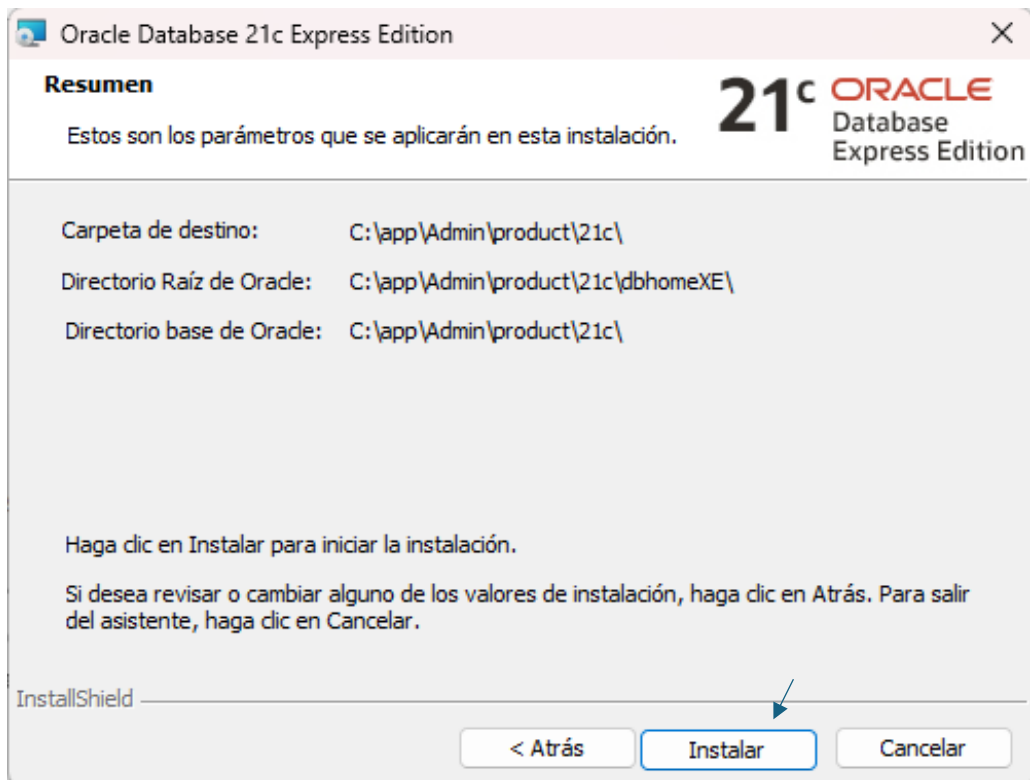 Oracle Database 21c Express Edition
Resumen
Estos son los parámetros que se aplicarán en esta instalación.
21c ORACLE
Database
Express Edition
Carpeta de destino: C:\app\Admin\product\21c\
Directorio Raíz de Oracle: C:\app\Admin\product\21c\dbhomeXE\
Directorio base de Oracle: C:\app\Admin\product\21c\
Haga clic en Instalar para iniciar la instalación.
Si desea revisar o cambiar alguno de los valores de instalación, haga clic en Atrás. Para salir
del asistente, haga clic en Cancelar.
InstallShield
< Atrás
Instalar
Cancelar